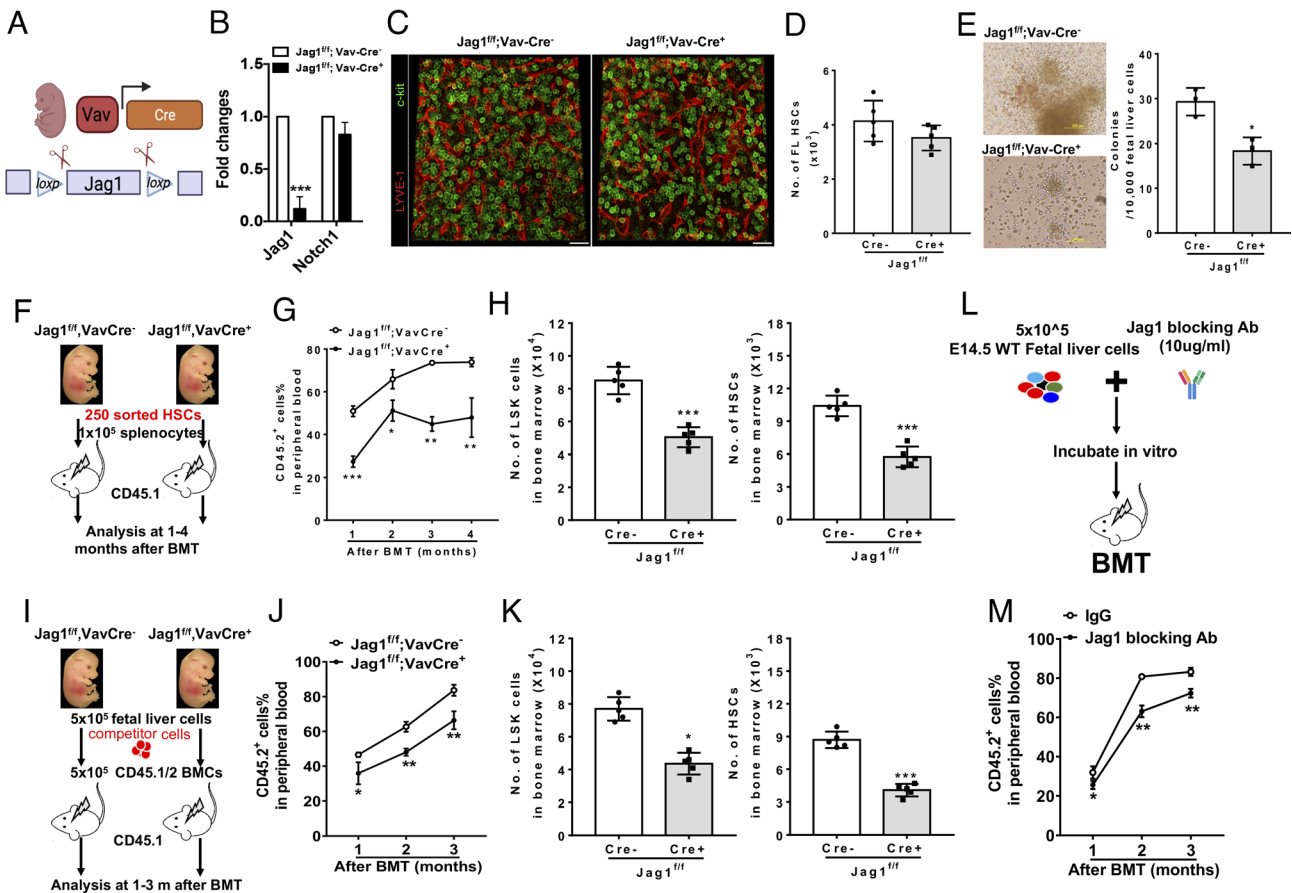 A
Vav
Cre
loxp
Jag1
loxp
B
Jag1f/f; Vav-Cre-
Jag1f/f; Vav-Cre+
Fold changes
1.5
1.0
0.5
0.0
***
Jag1
Notch1
C
Jag1f/f;Vav-Cre-
Jag1f/f;Vav-Cre+
c-kit
LYVE-1
D
No. of FL HSCs
(x10³)
6
4
2
0
Cre-
Cre+
Jag1f/f
E
Jag1f/f;Vav-Cre-
Jag1f/f;Vav-Cre+
Colonies
/10,000 fetal liver cells
40
30
20
10
0
*
Cre-
Cre+
Jag1f/f
F
Jag1f/f,VavCre-
Jag1f/f,VavCre+
250 sorted HSCs
1x10⁵ splenocytes
CD45.1
Analysis at 1-4
months after BMT
G
Jag1f/f;VavCre-
Jag1f/f;VavCre+
CD45.2+ cells%
in peripheral blood
80
60
40
20
0
***
*
**
**
1 2 3 4
After BMT (months)
H
No. of LSK cells
in bone marrow (X10⁴)
12
10
8
6
4
2
0
***
Cre-
Cre+
Jag1f/f
No. of HSCs
in bone marrow (X10³)
18
15
12
9
6
3
0
***
Cre-
Cre+
Jag1f/f
L
5x10^5
E14.5 WT Fetal liver cells
Jag1 blocking Ab
(10ug/ml)
Incubate in vitro
BMT
I
Jag1f/f,VavCre-
Jag1f/f,VavCre+
5x10⁵ fetal liver cells
competitor cells
5x10⁵ CD45.1/2 BMCs
CD45.1
Analysis at 1-3 m after BMT
J
Jag1f/f;VavCre-
Jag1f/f;VavCre+
CD45.2+ cells%
in peripheral blood
100
80
60
40
20
0
*
**
**
1 2 3
After BMT (months)
K
No. of LSK cells
in bone marrow (X10⁴)
12
10
8
6
4
2
0
*
Cre-
Cre+
Jag1f/f
No. of HSCs
in bone marrow (X10³)
15
12
9
6
3
0
***
Cre-
Cre+
Jag1f/f
M
IgG
Jag1 blocking Ab
CD45.2+ cells%
in peripheral blood
100
80
60
40
20
0
*
**
**
1 2 3
After BMT (months)